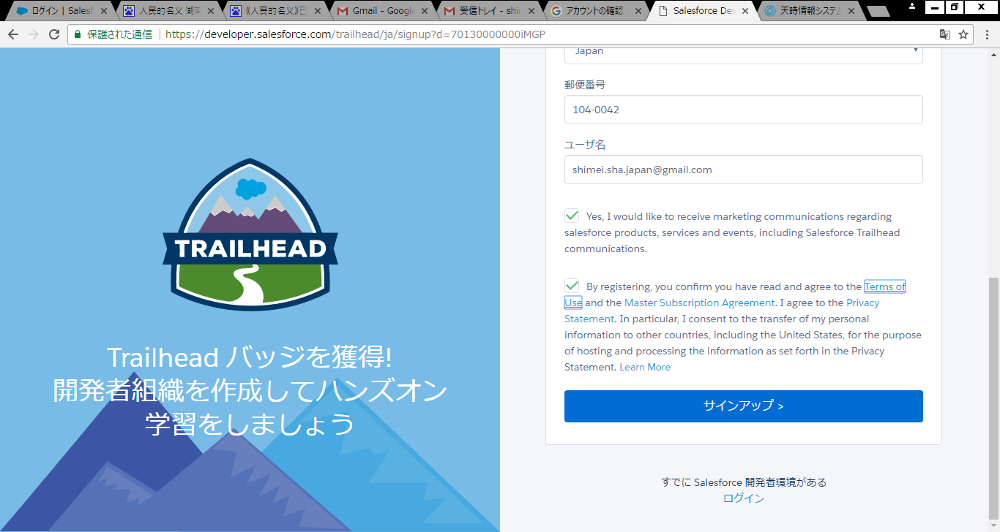 ログイン | Salesf
人民的名义 湖南
《人民的名义》已
Gmail - Google
受信トレイ - shir
アカウントの確認
Salesforce Dev
天時情報システム
保護された通信
https://developer.salesforce.com/trailhead/ja/signup?d=70130000000iMGP
TRAILHEAD
Trailhead バッジを獲得!
開発者組織を作成してハンズオン
学習をしましょう
Japan
郵便番号
104-0042
ユーザ名
shimei.sha.japan@gmail.com
Yes, I would like to receive marketing communications regarding
salesforce products, services and events, including Salesforce Trailhead
communications.
By registering, you confirm you have read and agree to the Terms of
Use and the Master Subscription Agreement. I agree to the Privacy
Statement. In particular, I consent to the transfer of my personal
information to other countries, including the United States, for the purpose
of hosting and processing the information as set forth in the Privacy
Statement. Learn More
サインアップ >
すでに Salesforce 開発者環境がある
ログイン